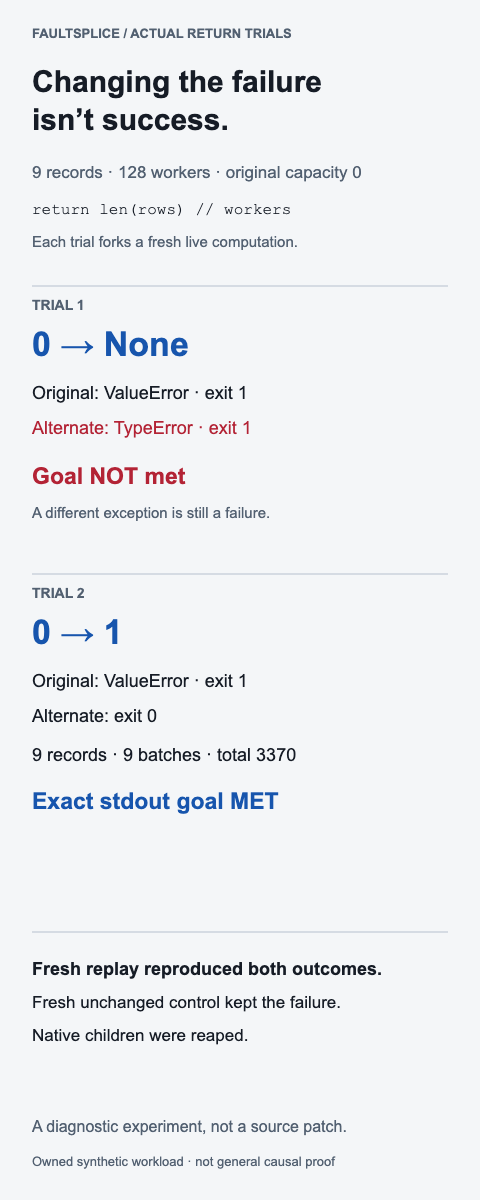 FAULTSPLICE / ACTUAL RETURN TRIALS
Changing the failure
isn’t success.
9 records · 128 workers · original capacity 0
return len(rows) // workers
Each trial forks a fresh live computation.
TRIAL 1
0 → None
Original: ValueError · exit 1
Alternate: TypeError · exit 1
Goal NOT met
A different exception is still a failure.
TRIAL 2
0 → 1
Original: ValueError · exit 1
Alternate: exit 0
9 records · 9 batches · total 3370
Exact stdout goal MET
Fresh replay reproduced both outcomes.
Fresh unchanged control kept the failure.
Native children were reaped.
A diagnostic experiment, not a source patch.
Owned synthetic workload · not general causal proof